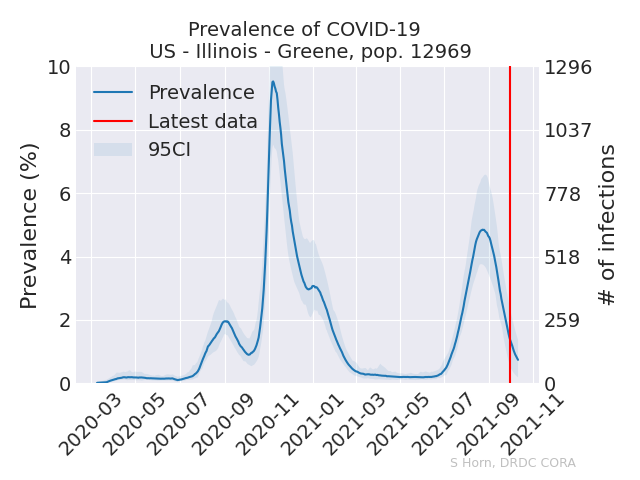 Prevalence of COVID-19
US - Illinois - Greene, pop. 12969
Prevalence
Latest data
95CI
Prevalence (%)
10
8
6
4
2
0
1296
1037
778
518
259
0
# of infections
2020-03
2020-05
2020-07
2020-09
2020-11
2021-01
2021-03
2021-05
2021-07
2021-09
2021-11
S Horn, DRDC CORA